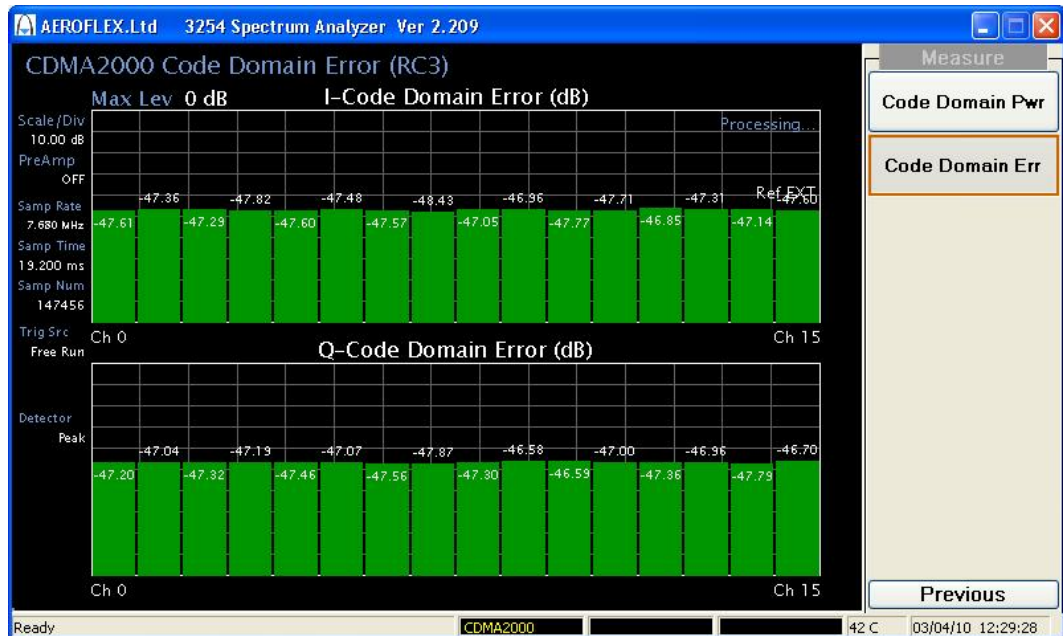 AEROFLEX.Ltd 3254 Spectrum Analyzer Ver 2.209
CDMA2000 Code Domain Error (RC3)
Max Lev 0 dB I-Code Domain Error (dB)
Scale/Div
10.00 dB
PreAmp
OFF
Samp Rate
7.680 MHz
Samp Time
19.200 ms
Samp Num
147456
Trig Src
Free Run
Detector
Peak
Processing...
Ref EXT
-47.36 -47.82 -47.48 -48.43 -46.96 -47.71 -47.31 -47.60
-47.61 -47.29 -47.60 -47.57 -47.05 -47.77 -46.85 -47.14
Ch 0 Ch 15
Q-Code Domain Error (dB)
-47.04 -47.19 -47.07 -47.87 -46.58 -47.00 -46.96 -46.70
-47.20 -47.32 -47.46 -47.56 -47.30 -46.59 -47.36 -47.79
Ch 0 Ch 15
Measure
Code Domain Pwr
Code Domain Err
Previous
Ready CDMA2000 42 C 03/04/10 12:29:28